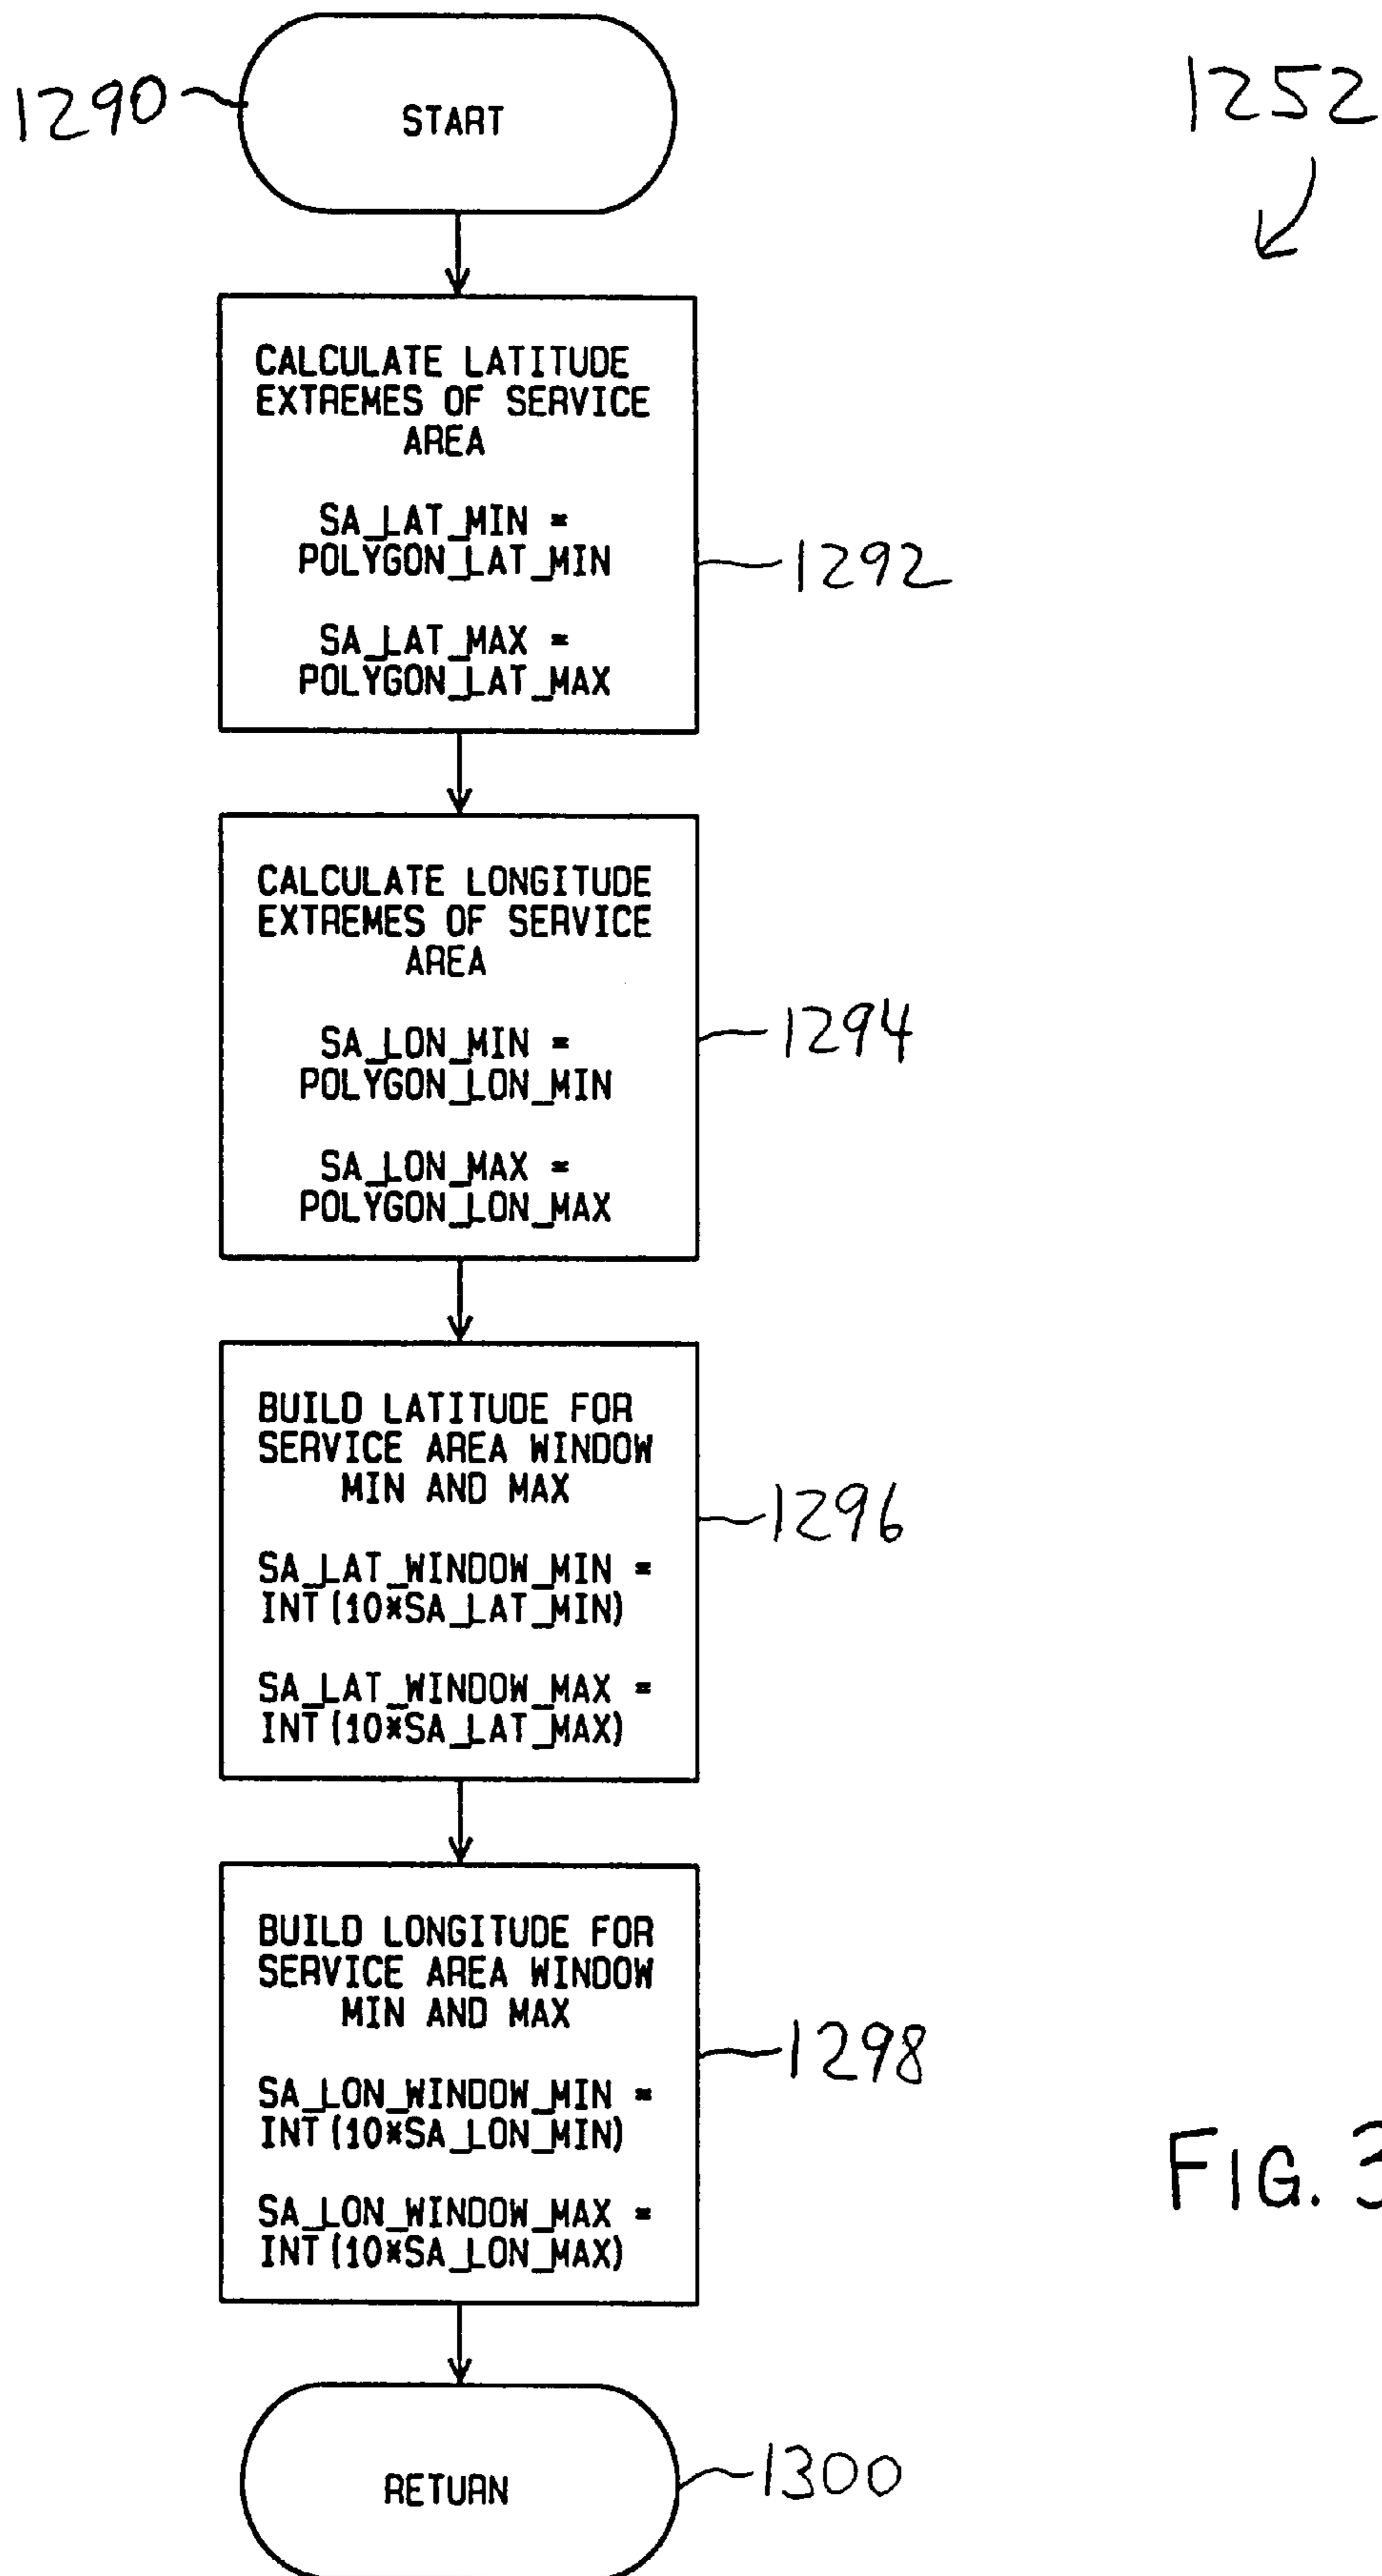 1290
START
1252
CALCULATE LATITUDE
EXTREMES OF SERVICE
AREA
SA_LAT_MIN =
POLYGON_LAT_MIN
SA_LAT_MAX =
POLYGON_LAT_MAX
1292
CALCULATE LONGITUDE
EXTREMES OF SERVICE
AREA
SA_LON_MIN =
POLYGON_LON_MIN
SA_LON_MAX =
POLYGON_LON_MAX
1294
BUILD LATITUDE FOR
SERVICE AREA WINDOW
MIN AND MAX
SA_LAT_WINDOW_MIN =
INT(10*SA_LAT_MIN)
SA_LAT_WINDOW_MAX =
INT(10*SA_LAT_MAX)
1296
BUILD LONGITUDE FOR
SERVICE AREA WINDOW
MIN AND MAX
SA_LON_WINDOW_MIN =
INT(10*SA_LON_MIN)
SA_LON_WINDOW_MAX =
INT(10*SA_LON_MAX)
1298
FIG.
RETURN
1300